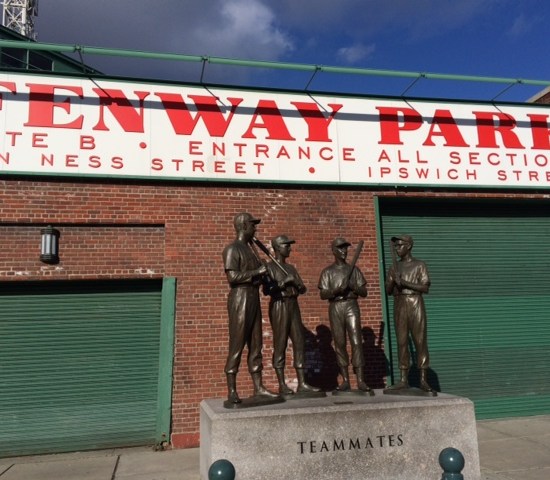 FENWAY PARK
TE B • ENTRANCE ALL SECTIO
N NESS STREET • IPSWICH STRE
TEAMMATES